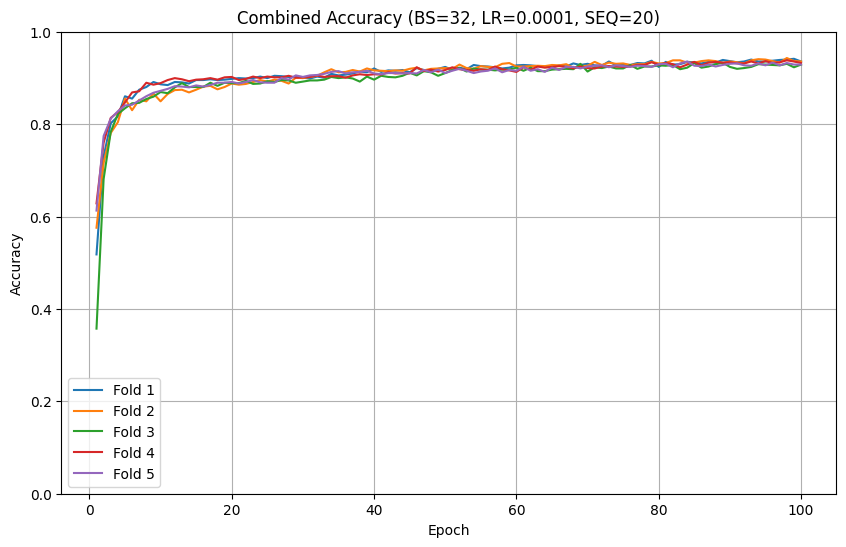 Combined Accuracy (BS=32, LR=0.0001, SEQ=20)
1.0
0.8
0.6
0.4
0.2
0.0
Accuracy
Fold 1
Fold 2
Fold 3
Fold 4
Fold 5
0 20 40 60 80 100
Epoch